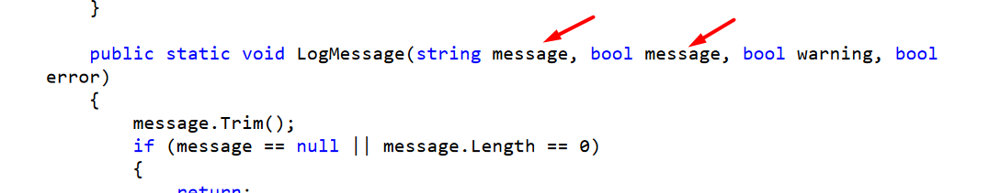 }
public static void LogMessage(string message, bool message, bool warning, bool
error)
{
message.Trim();
if (message == null || message.Length == 0)
{
return;